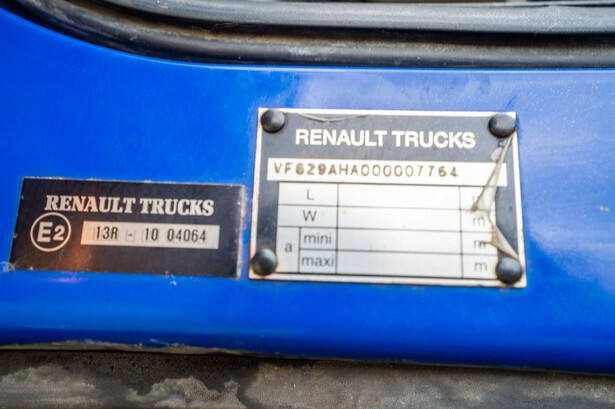 RENAULT TRUCKS
E2 13R - 10 04064
RENAULT TRUCKS
VF629AHA000007764
L
W m
a mini m
maxi m